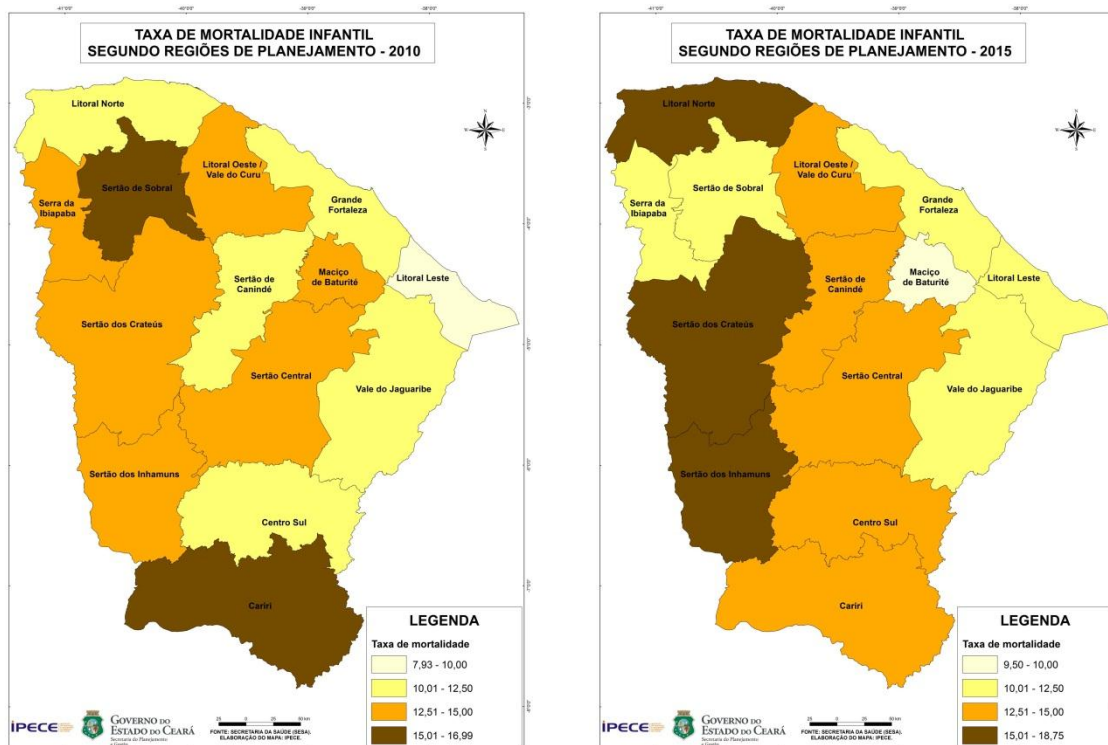 TAXA DE MORTALIDADE INFANTIL
SEGUNDO REGIÕES DE PLANEJAMENTO - 2010
Litoral Norte
Litoral Oeste /
Vale do Curu
Sertão de Sobral
Serra da
Ibiapaba
Grande
Fortaleza
Litoral Leste
Maciço
de Baturité
Sertão de
Canindé
Sertão dos Crateús
Sertão Central
Vale do Jaguaribe
Sertão dos Inhamuns
Centro Sul
Cariri
LEGENDA
Taxa de mortalidade
7,93 - 10,00
10,01 - 12,50
12,51 - 15,00
15,01 - 16,99
IPECE
GOVERNO DO
ESTADO DO CEARÁ
Secretaria do Planejamento
e Gestão
FONTE: SECRETARIA DA SAÚDE (SESA).
ELABORAÇÃO DO MAPA: IPECE.
TAXA DE MORTALIDADE INFANTIL
SEGUNDO REGIÕES DE PLANEJAMENTO - 2015
Litoral Norte
Litoral Oeste /
Vale do Curu
Sertão de Sobral
Serra da
Ibiapaba
Grande
Fortaleza
Litoral Leste
Maciço
de Baturité
Sertão de
Canindé
Sertão dos Crateús
Sertão Central
Vale do Jaguaribe
Sertão dos Inhamuns
Centro Sul
Cariri
LEGENDA
Taxa de mortalidade
9,50 - 10,00
10,01 - 12,50
12,51 - 15,00
15,01 - 18,75
IPECE
GOVERNO DO
ESTADO DO CEARÁ
Secretaria do Planejamento
e Gestão
FONTE: SECRETARIA DA SAÚDE (SESA).
ELABORAÇÃO DO MAPA: IPECE.